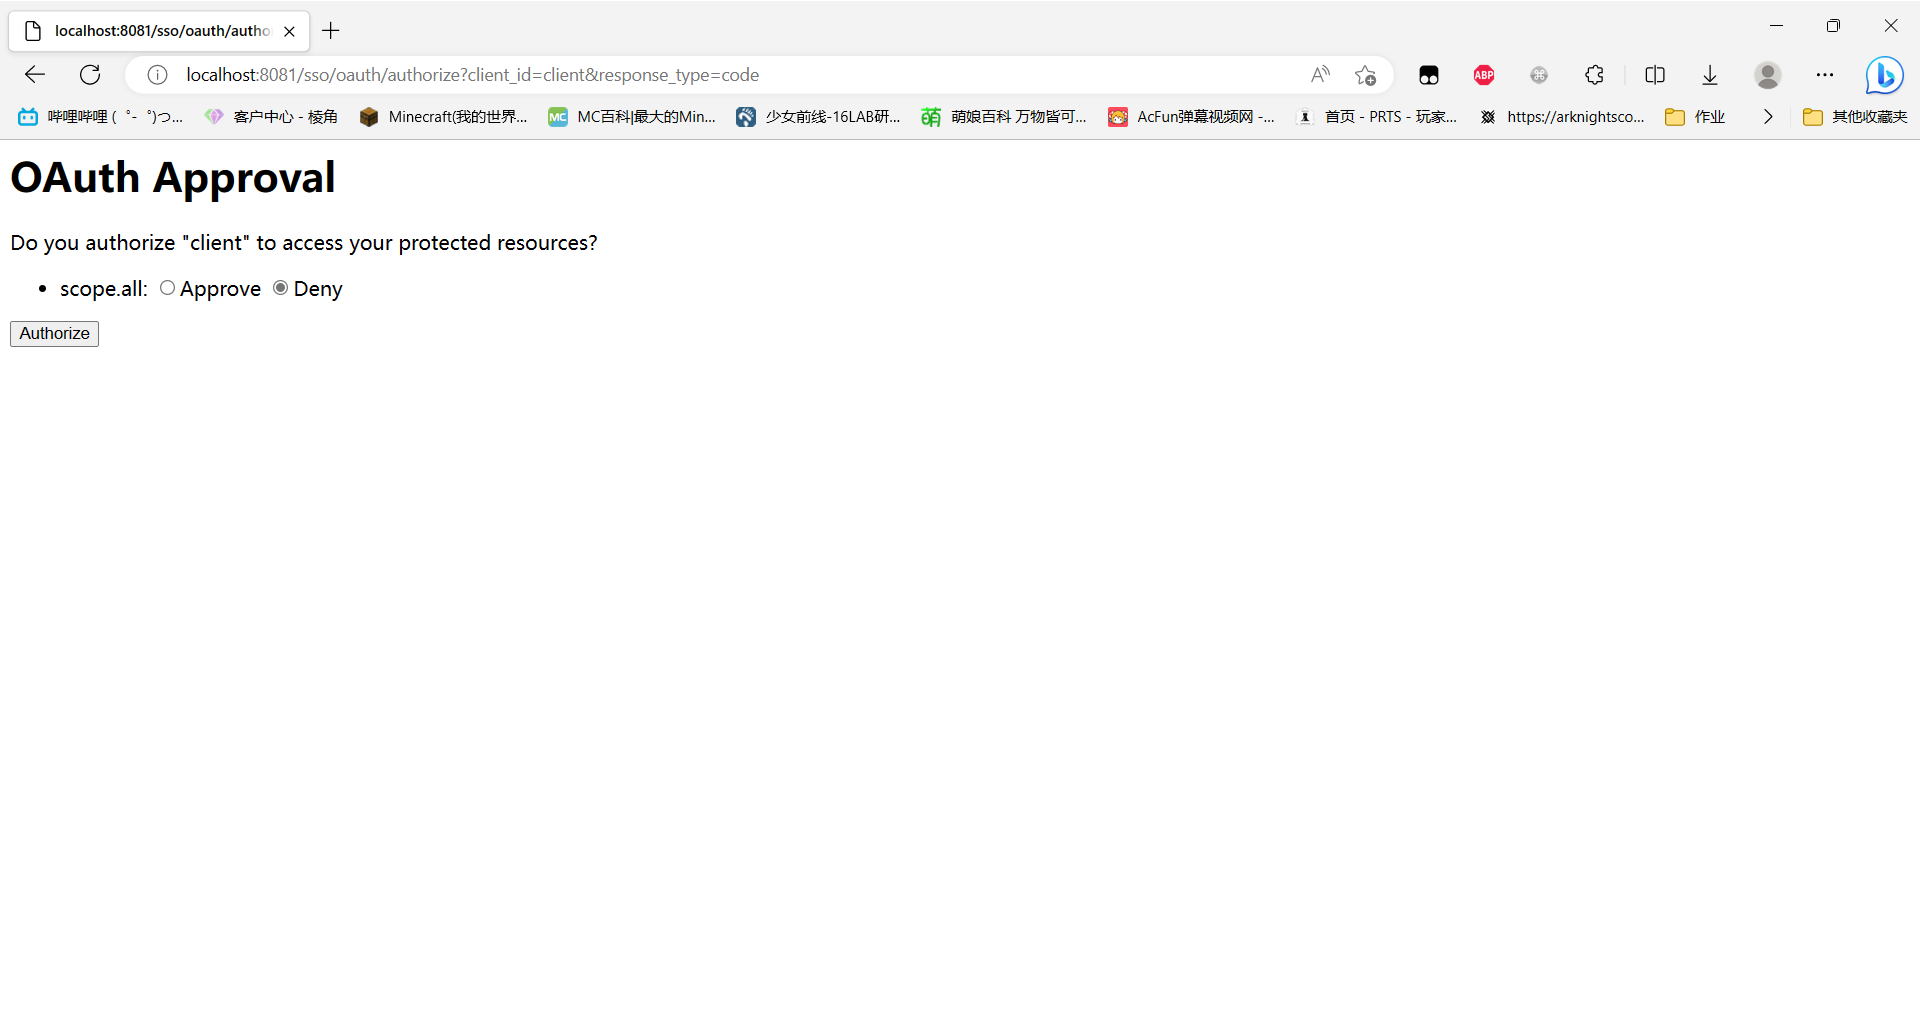 localhost:8081/sso/oauth/autho
localhost:8081/sso/oauth/authorize?client_id=client&response_type=code
ABP
哔哩哔哩 (゜-゜)つ...
客户中心 - 棱角
Minecraft(我的世界...
MC
MC百科|最大的Min...
少女前线-16LAB研...
萌
萌娘百科 万物皆可...
AcFun弹幕视频网 -...
首页 - PRTS - 玩家...
https://arknightsco...
作业
其他收藏夹
OAuth Approval
Do you authorize "client" to access your protected resources?
• scope.all: Approve Deny
Authorize